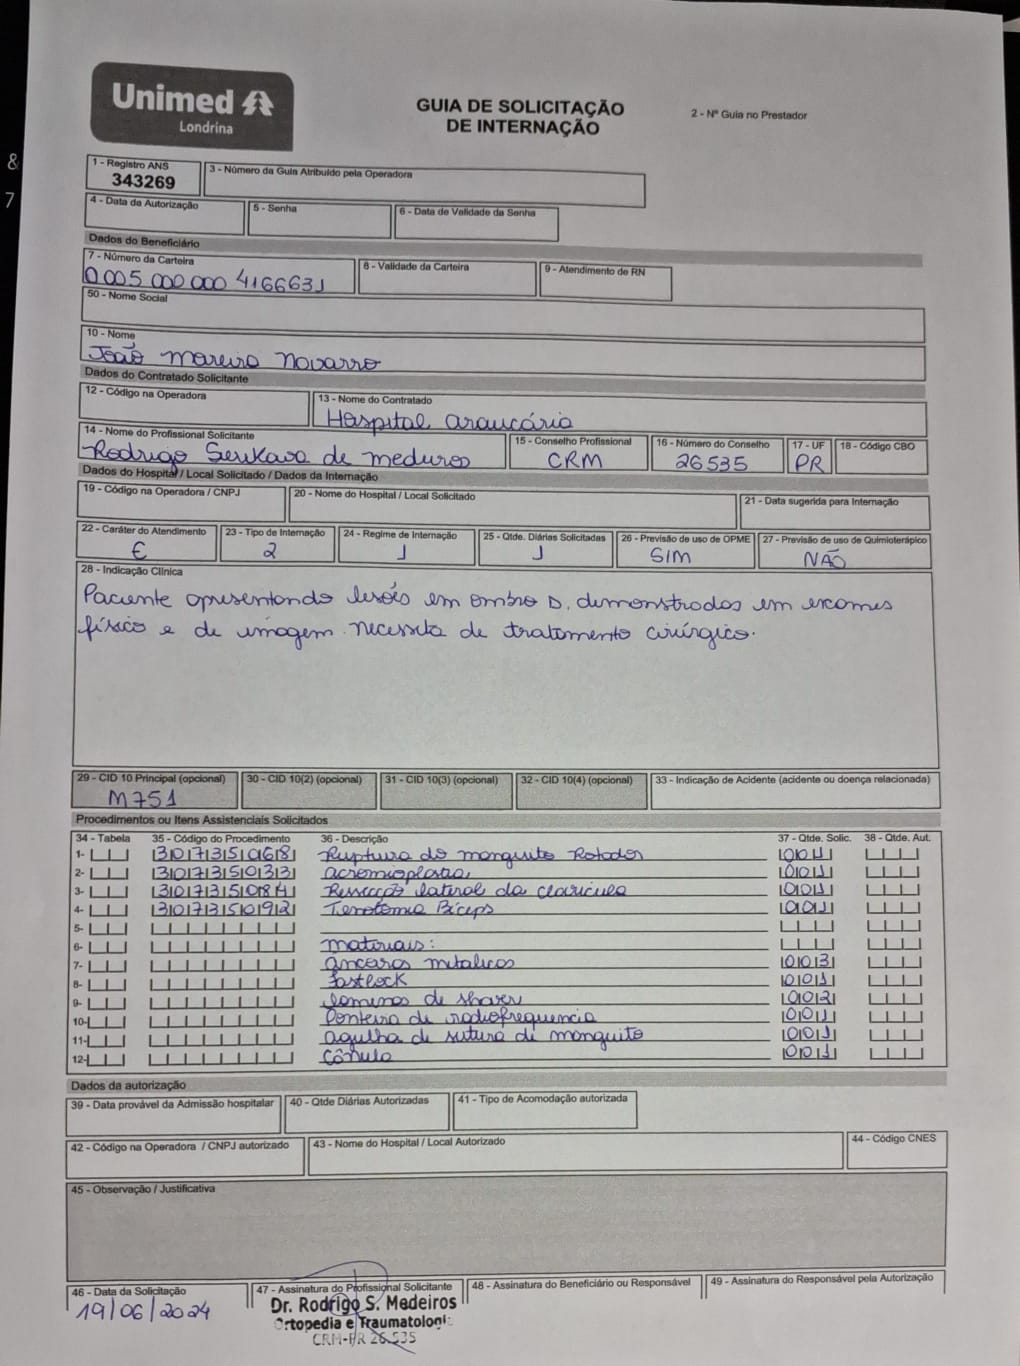 &
7
Unimed
Londrina
GUIA DE SOLICITAÇÃO
DE INTERNAÇÃO
2 - Nº Guia no Prestador
1 - Registro ANS
343269
3 - Número da Guia Atribuído pela Operadora
4 - Data de Autorização
5 - Senha
6 - Data de Validade da Senha
Dados do Beneficiário
7 - Número da Carteira
0 005 000 000 4166631
8 - Validade da Carteira
9 - Atendimento de RN
50 - Nome Social
10 - Nome
João Moreira Novarro
Dados do Contratado Solicitante
12 - Código na Operadora
13 - Nome do Contratado
Hospital araucária
14 - Nome do Profissional Solicitante
Rodrigo Serikava de medeiros
15 - Conselho Profissional
CRM
16 - Número do Conselho
26535
17 - UF
PR
18 - Código CBO
Dados do Hospital / Local Solicitado / Dados da Internação
19 - Código na Operadora / CNPJ
20 - Nome do Hospital / Local Solicitado
21 - Data sugerida para Internação
22 - Caráter do Atendimento
E
23 - Tipo de Internação
2
24 - Regime de Internação
1
25 - Qtde. Diárias Solicitadas
1
26 - Previsão de uso de OPME
SIM
27 - Previsão de uso de Quimioterápico
NÃO
28 - Indicação Clínica
Paciente apresentando lesões em ombro D, demonstrados em exames
físico e de imagem. necessita de tratamento cirúrgico.
29 - CID 10 Principal (opcional)
M751
30 - CID 10(2) (opcional)
31 - CID 10(3) (opcional)
32 - CID 10(4) (opcional)
33 - Indicação de Acidente (acidente ou doença relacionada)
Procedimentos ou Itens Assistenciais Solicitados
34 - Tabela 35 - Código do Procedimento 36 - Descrição 37 - Qtde. Solic. 38 - Qtde. Aut.
1- 30735068 Ruptura do manguito Rotador 001
2- 30735033 acromioplastia 001
3- 30735084 Ressecção lateral da clavícula 001
4- 30735092 Tenotomia Bíceps 001
5-
6- materiais:
7- âncoras metálicas 003
8- Fastlock 001
9- lâminas de shaver 002
10- Ponteira de radiofrequencia 001
11- agulha de sutura de manguito 001
12- Cânula 001
Dados da autorização
39 - Data provável da Admissão hospitalar
40 - Qtde Diárias Autorizadas
41 - Tipo de Acomodação autorizada
42 - Código na Operadora / CNPJ autorizado
43 - Nome do Hospital / Local Autorizado
44 - Código CNES
45 - Observação / Justificativa
46 - Data da Solicitação
19/06/2024
47 - Assinatura do Profissional Solicitante
Dr. Rodrigo S. Medeiros
Ortopedia e Traumatologi
CRM-PR 26.535
48 - Assinatura do Beneficiário ou Responsável
49 - Assinatura do Responsável pela Autorização